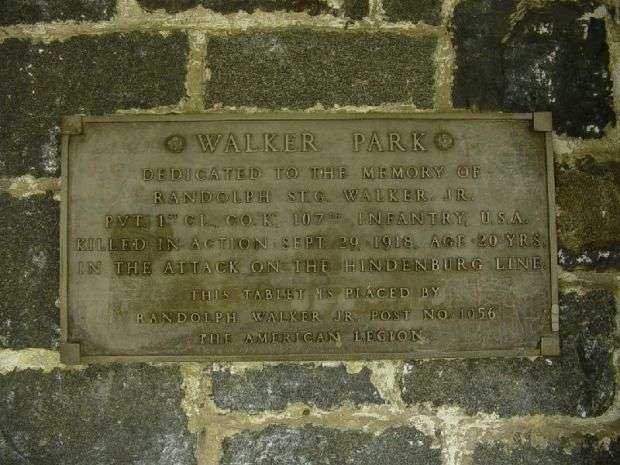 WALKER PARK
DEDICATED TO THE MEMORY OF
RANDOLPH ST.G. WALKER JR.
PVT. 1ST CL., CO. K, 107TH INFANTRY, U.S.A.
KILLED IN ACTION SEPT. 29, 1918, AGE 20 YRS.
IN THE ATTACK ON THE HINDENBURG LINE.
THIS TABLET IS PLACED BY
RANDOLPH WALKER JR. POST NO. 1056
THE AMERICAN LEGION